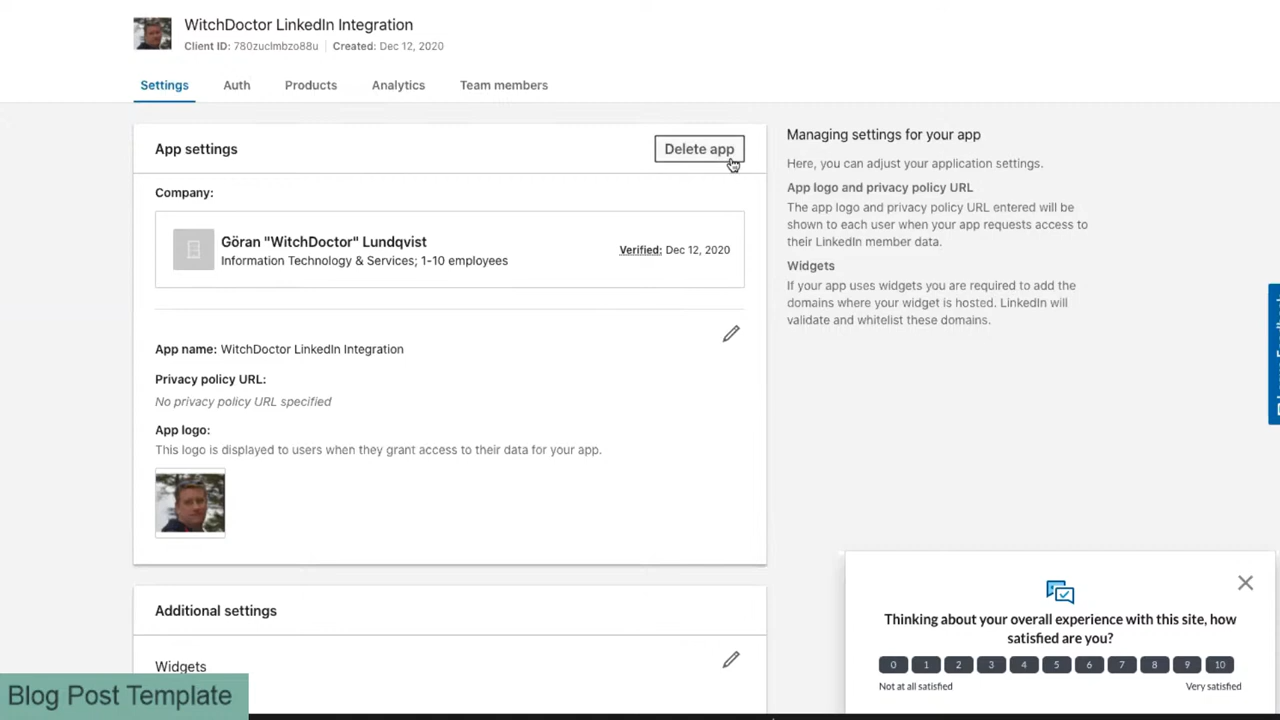 WitchDoctor LinkedIn Integration
Client ID: 780zuclmbzo88u | Created: Dec 12, 2020
Settings Auth Products Analytics Team members
App settings
Delete app
Company:
Göran "WitchDoctor" Lundqvist
Information Technology & Services; 1-10 employees
Verified: Dec 12, 2020
App name: WitchDoctor LinkedIn Integration
Privacy policy URL:
No privacy policy URL specified
App logo:
This logo is displayed to users when they grant access to their data for your app.
Additional settings
Widgets
Managing settings for your app
Here, you can adjust your application settings.
App logo and privacy policy URL
The app logo and privacy policy URL entered will be
shown to each user when your app requests access to
their LinkedIn member data.
Widgets
If your app uses widgets you are required to add the
domains where your widget is hosted. LinkedIn will
validate and whitelist these domains.
Thinking about your overall experience with this site, how
satisfied are you?
0 1 2 3 4 5 6 7 8 9 10
Not at all satisfied Very satisfied
Blog Post Template